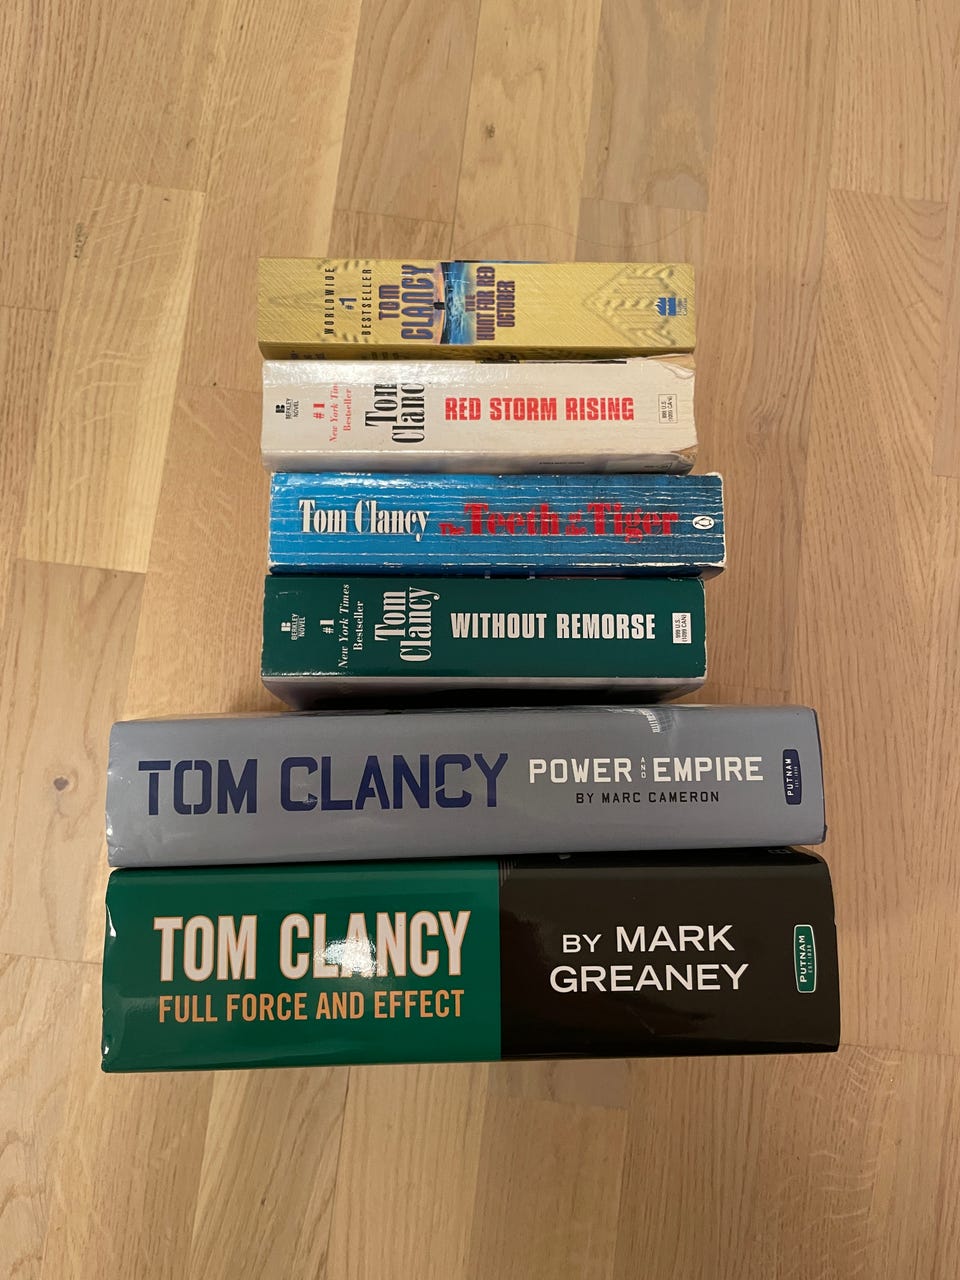 WORLDWIDE
#1
BESTSELLER
TOM
CLANCY
THE
HUNT FOR RED
OCTOBER
B
BERKLEY
NOVEL
#1
New York Tim
Bestseller
Tom
Clancy
RED STORM RISING
Tom Clancy
The Teeth of the Tiger
B
BERKLEY
NOVEL
#1
New York Times
Bestseller
Tom
Clancy
WITHOUT REMORSE
TOM CLANCY
POWER AND EMPIRE
BY MARC CAMERON
PUTNAM
TOM CLANCY
FULL FORCE AND EFFECT
BY MARK
GREANEY
PUTNAM
EST. 1838